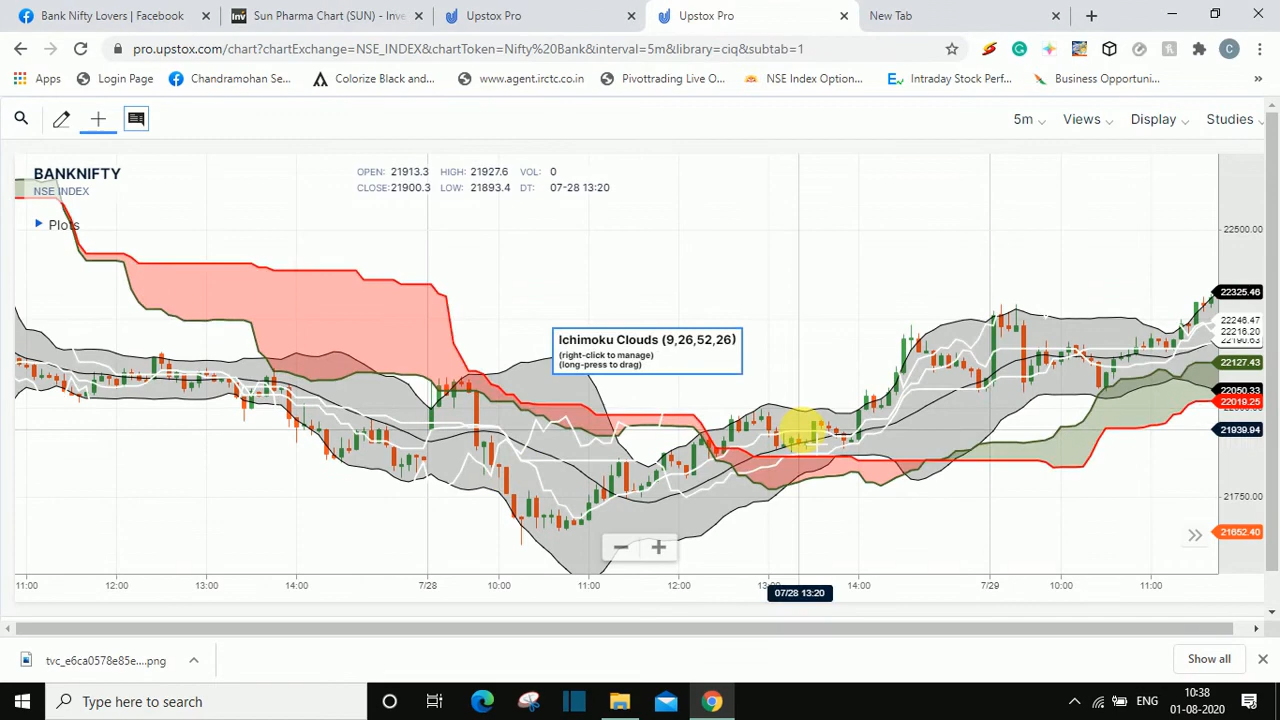 Bank Nifty Lovers | Facebook
Sun Pharma Chart (SUN) - Inve
Upstox Pro
Upstox Pro
New Tab
pro.upstox.com/chart?chartExchange=NSE_INDEX&chartToken=Nifty%20Bank&interval=5m&library=ciq&subtab=1
Apps
Login Page
Chandramohan Se...
Colorize Black and...
www.agent.irctc.co.in
Pivottrading Live O...
NSE Index Option...
Intraday Stock Perf...
Business Opportuni...
»
5m
Views
Display
Studies
BANKNIFTY
NSE INDEX
OPEN: 21913.3 HIGH: 21927.6 VOL: 0
CLOSE:21900.3 LOW: 21893.4 DT: 07-28 13:20
Plots
22500.00
Ichimoku Clouds (9,26,52,26)
(right-click to manage)
(long-press to drag)
22325.46
22246.47
22216.20
22127.43
22050.33
22019.25
21939.94
21750.00
21652.40
11:00 12:00 13:00 14:00 7/28 10:00 11:00 12:00 14:00 7/29 10:00 11:00
07/28 13:20
tvc_e6ca0578e85e....png
Show all
Type here to search
ENG
10:38
01-08-2020